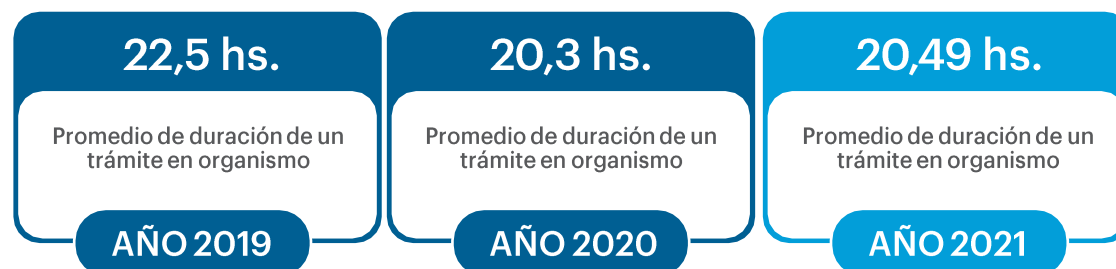 22,5 hs.
Promedio de duración de un
trámite en organismo
AÑO 2019
20,3 hs.
Promedio de duración de un
trámite en organismo
AÑO 2020
20,49 hs.
Promedio de duración de un
trámite en organismo
AÑO 2021